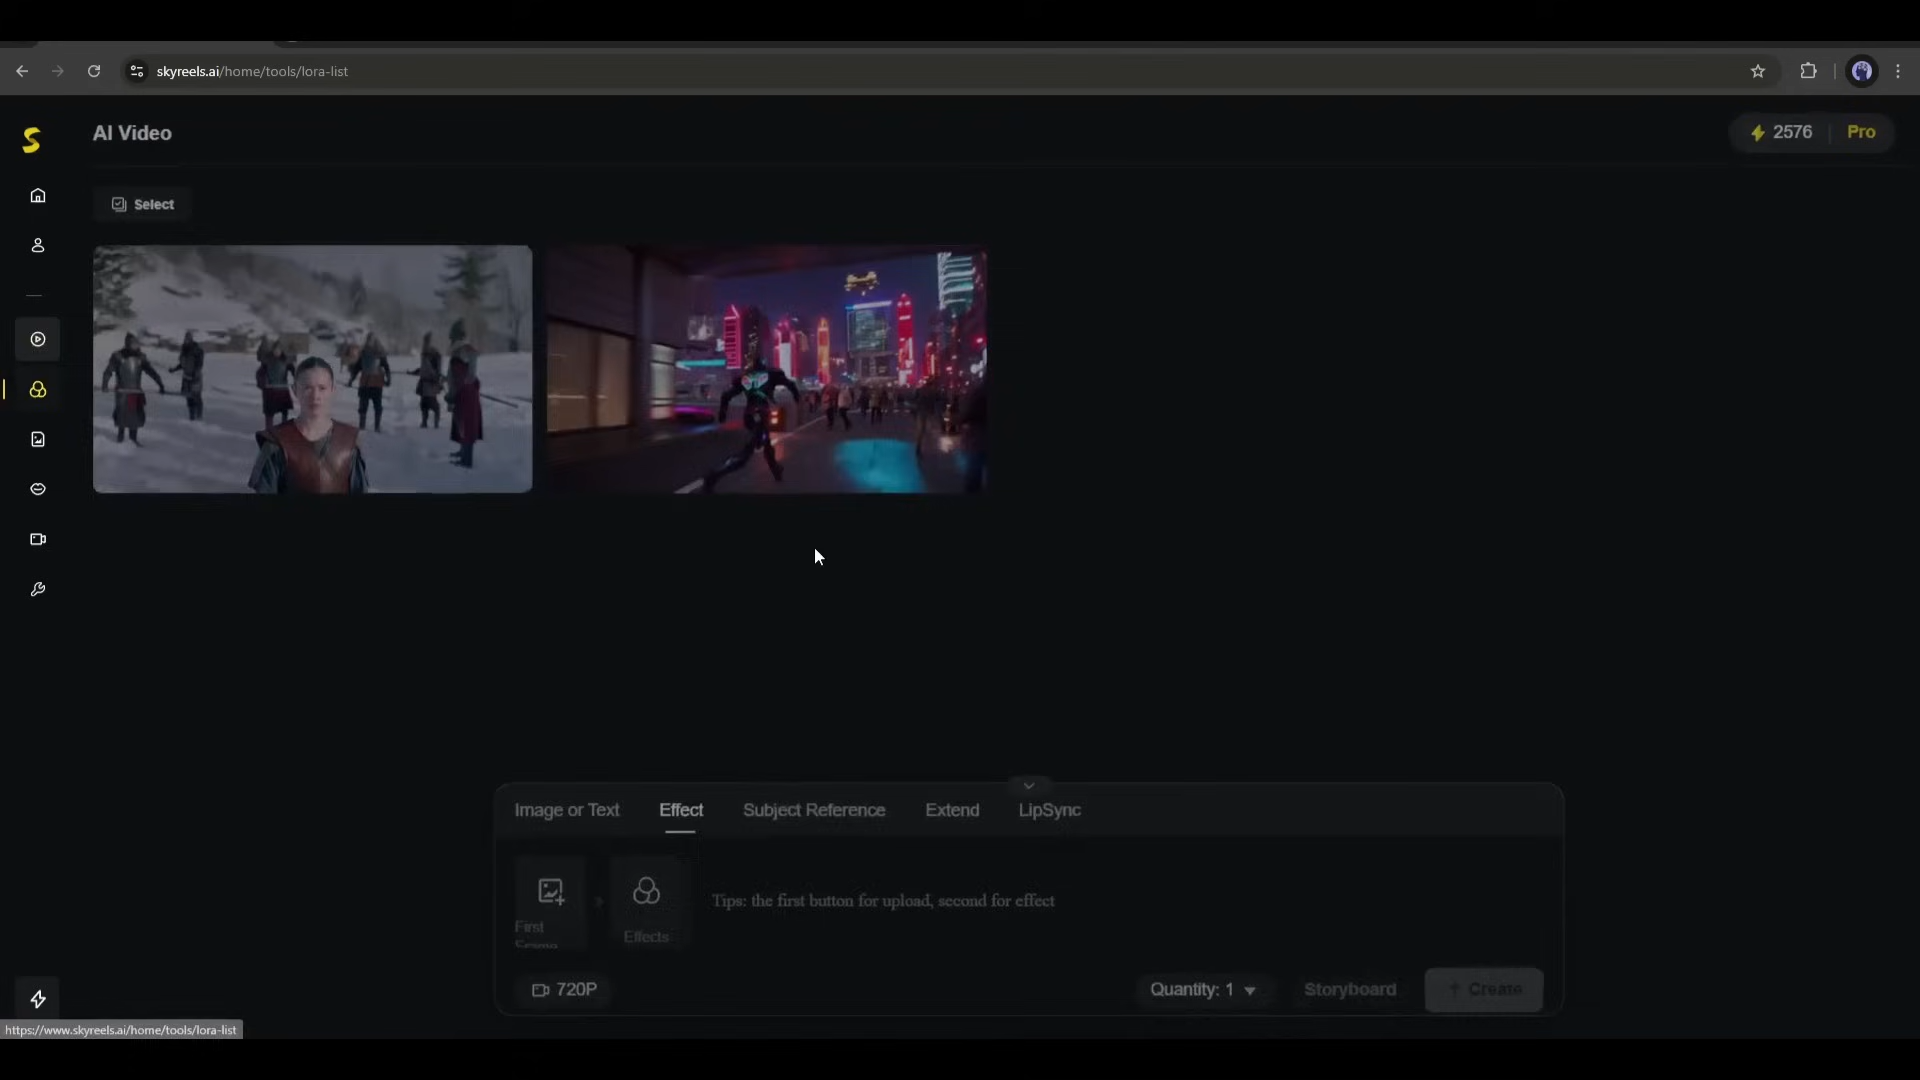 skyreels.ai/home/tools/lora-list
AI Video
2576
Pro
Select
Image or Text
Effect
Subject Reference
Extend
LipSync
First
Frame
Effects
Tips: the first button for upload, second for effect
720P
Quantity: 1
Storyboard
Create
https://www.skyreels.ai/home/tools/lora-list